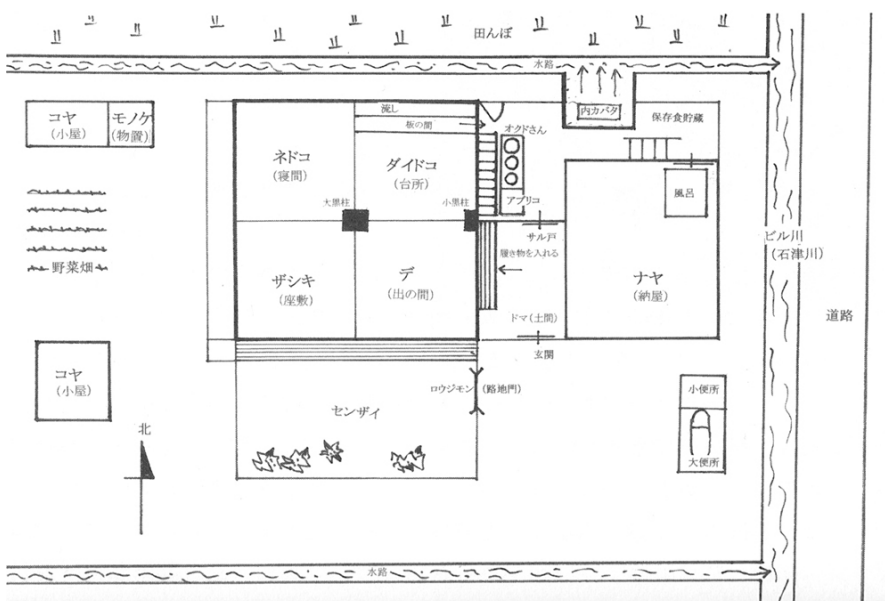 田んぼ
水路
コヤ
（小屋）
モノケ
（物置）
流し
板の間
オクドさん
内カバタ
保存食貯蔵
ネドコ
（寝間）
ダイドコ
（台所）
アブリコ
風呂
大黒柱
小黒柱
サル戸
履き物を入れる
野菜畑
ザシキ
（座敷）
デ
（出の間）
ナヤ
（納屋）
ビル川
（石津川）
道路
ドマ（土間）
玄関
コヤ
（小屋）
ロウジモン（路地門）
センザイ
小便所
大便所
北
水路